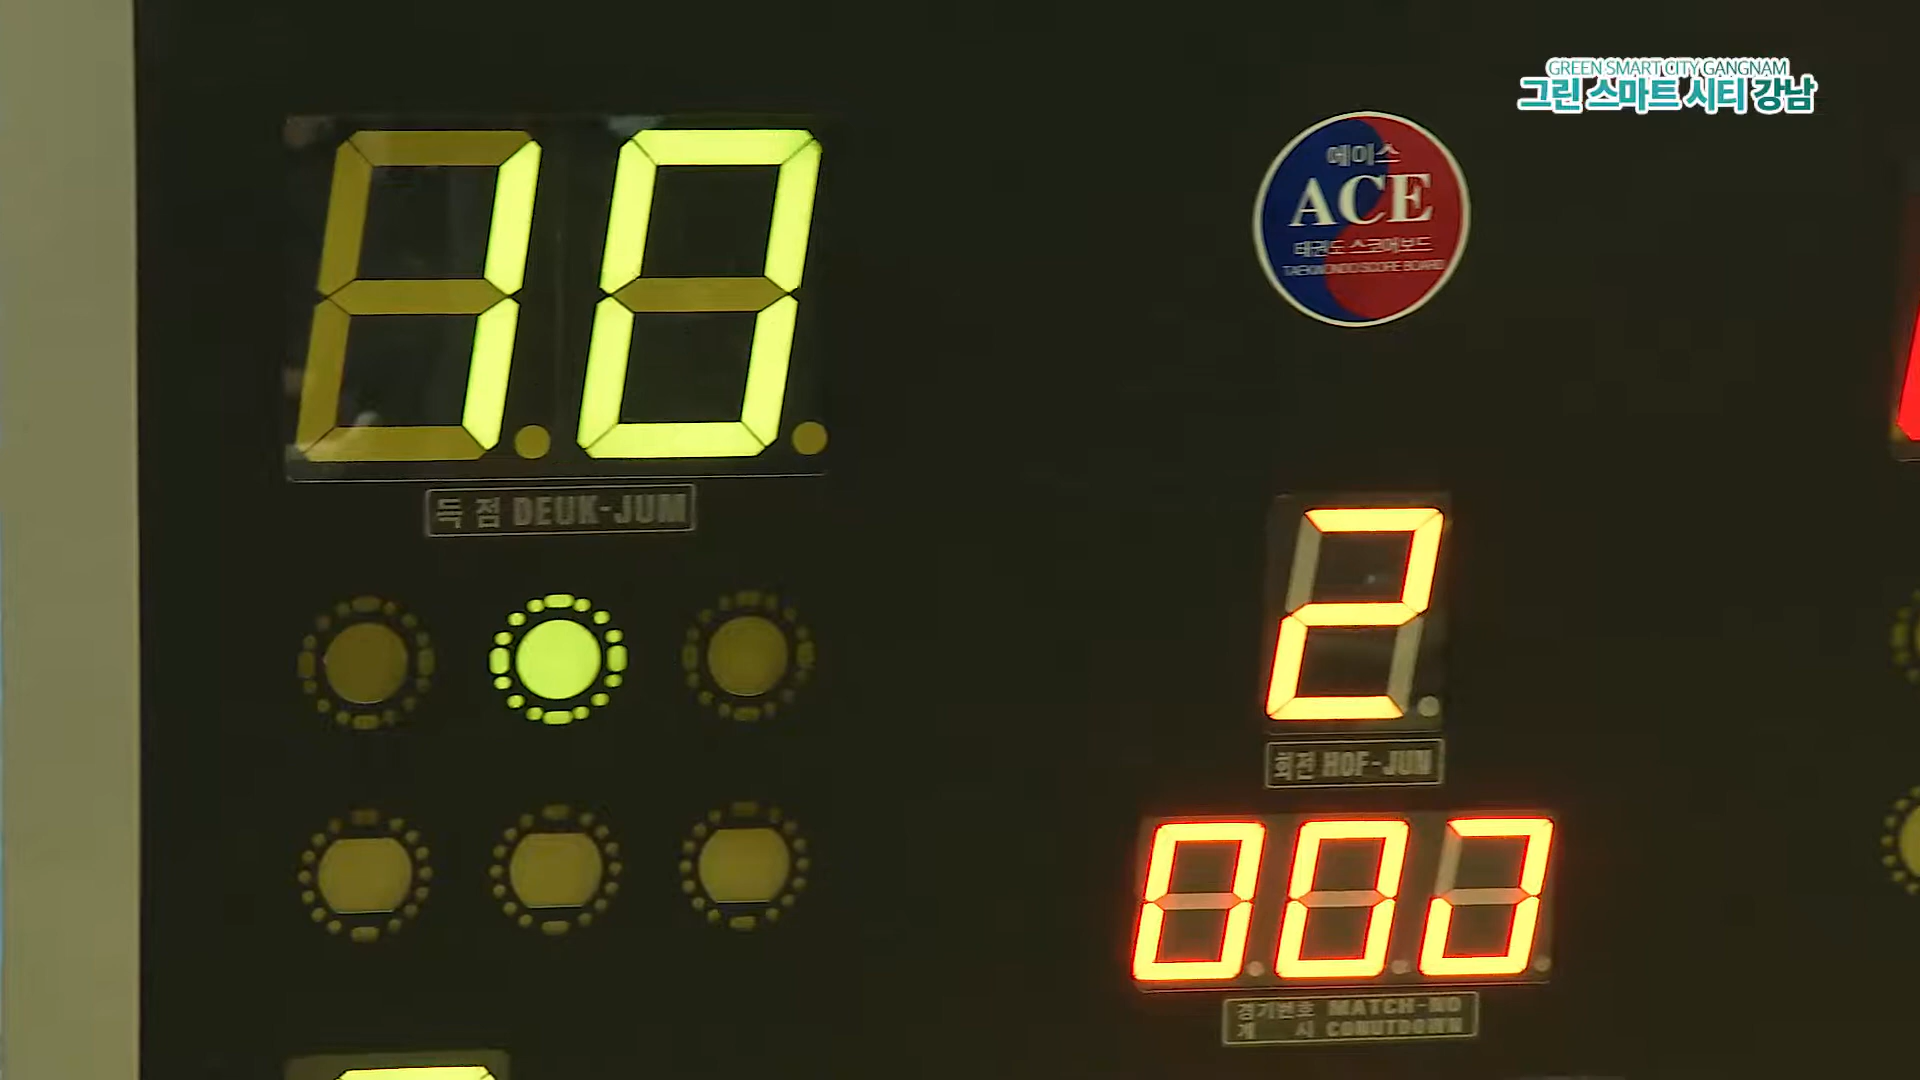 GREEN SMART CITY GANGNAM
그린 스마트 시티 강남
10
에이스
ACE
태권도 스코어보드
TAEKWONDO SCORE BOARD
득점 DEUK-JUM
2
회전 HOF-JUN
경기번호 MATCH-NO
계 시 CONUTDOWN